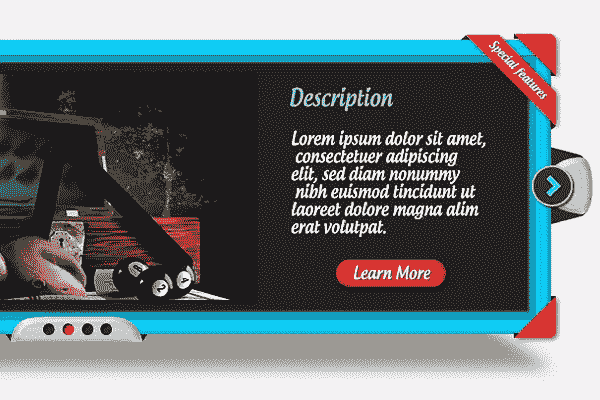 Special features
Description
Lorem ipsum dolor sit amet,
consectetuer adipiscing
elit, sed diam nonummy
nibh euismod tincidunt ut
laoreet dolore magna alim
erat volutpat.
Learn More